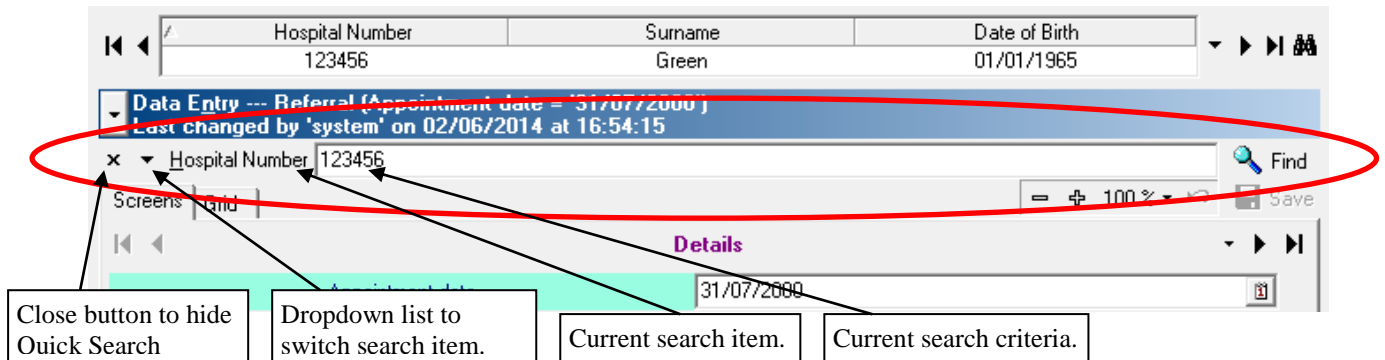 Hospital Number Surname Date of Birth
123456 Green 01/01/1965
Data Entry --- Referral (Appointment date = '31/07/2000')
Last changed by 'system' on 02/06/2014 at 16:54:15
Hospital Number 123456 Find
Screens Grid 100 % Save
Details
Appointment date 31/07/2000
Close button to hide
Quick Search
Dropdown list to
switch search item.
Current search item.
Current search criteria.